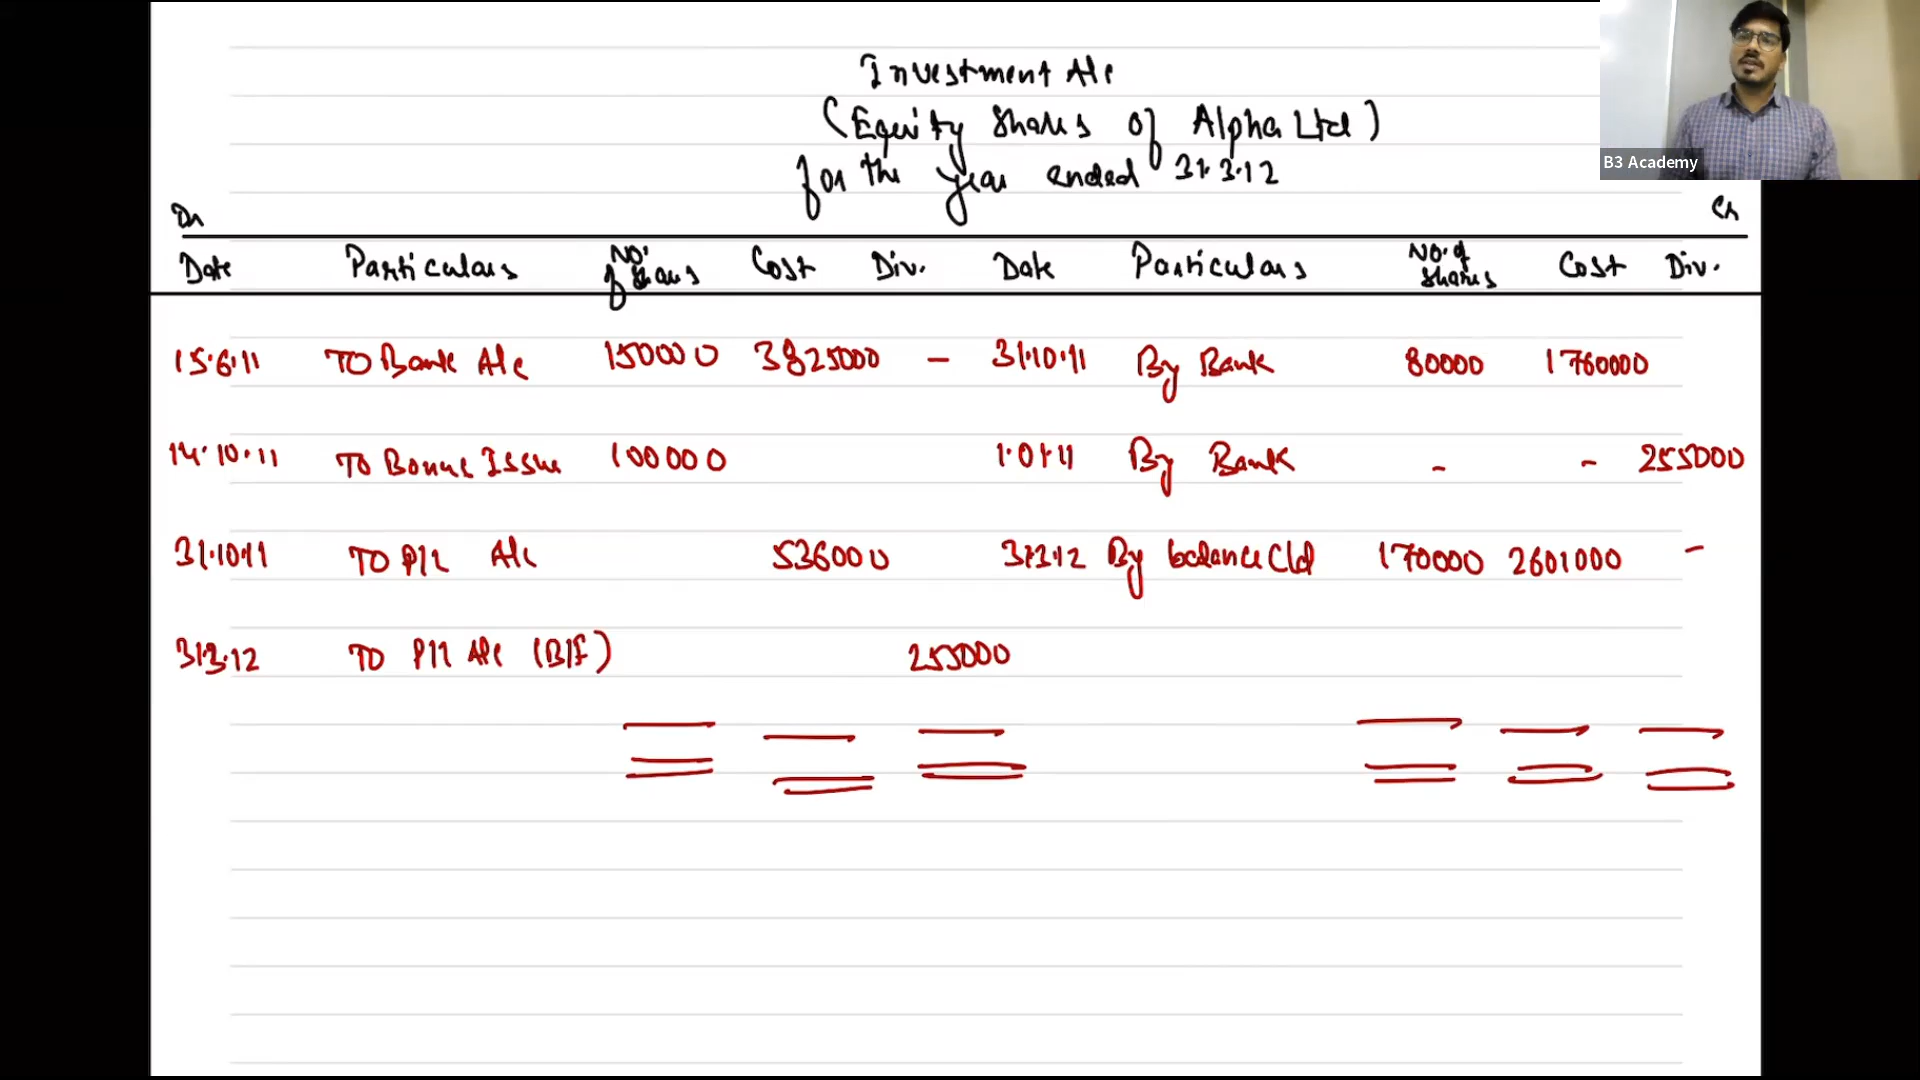 Investment A/c
(Equity Shares of Alpha Ltd)
for the year ended 31.3.12
Dr Cr
Date Particulars No. of Shares Cost Div. Date Particulars No. of Shares Cost Div.
15.6.11 TO Bank A/c 150000 3825000 – 31.10.11 By Bank 80000 1760000
14.10.11 TO Bonus Issue 100000 1.01.11 By Bank - - 255000
31.10.11 TO P/L A/c 536000 31.3.12 By balance C/d 170000 2601000 -
31.3.12 TO P/L A/c (B/F) 255000
B3 Academy